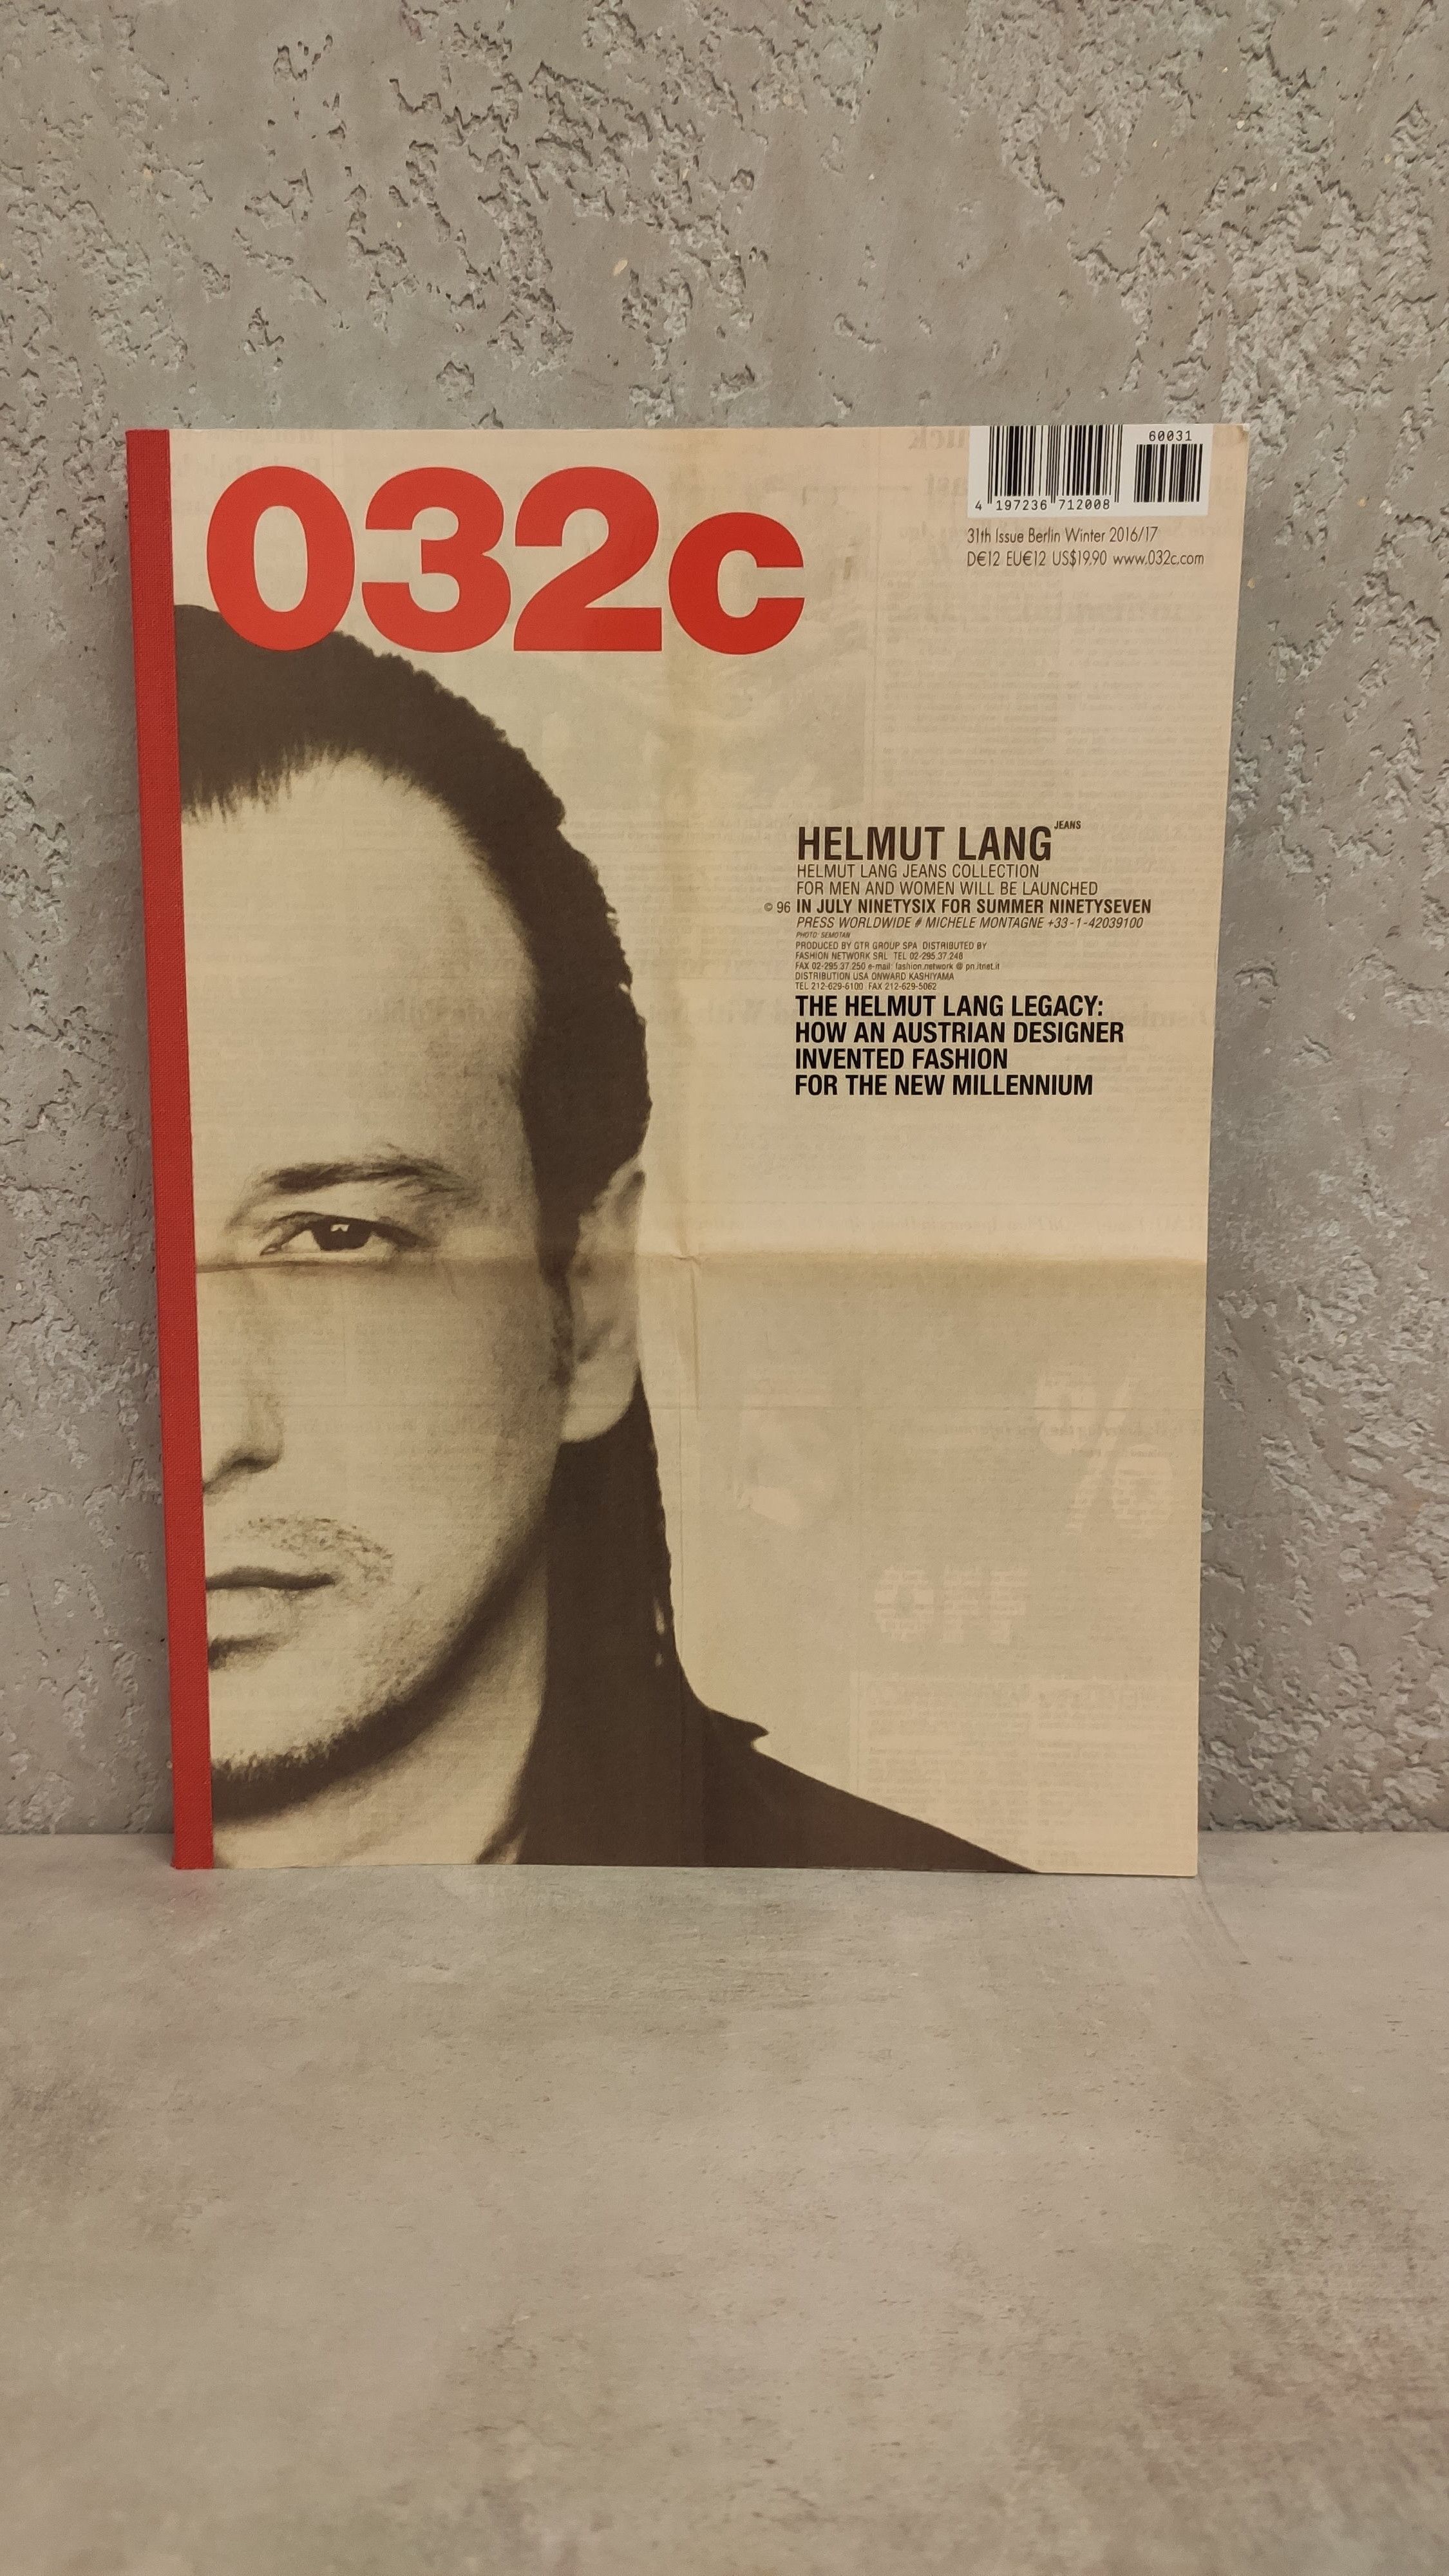 032c
60031
4 197236 712008
31th Issue Berlin Winter 2016/17
D€12 EU€12 US$19.90 www.032c.com
HELMUT LANG JEANS
HELMUT LANG JEANS COLLECTION
FOR MEN AND WOMEN WILL BE LAUNCHED
© 96 IN JULY NINETYSIX FOR SUMMER NINETYSEVEN
PRESS WORLDWIDE # MICHELE MONTAGNE +33-1-42039100
PHOTO: SEMOTAN
PRODUCED BY GTR GROUP SPA DISTRIBUTED BY
FASHION NETWORK SRL TEL 02-295.37.248
FAX 02-295.37.250 e-mail: fashion.network @ pn.itnet.it
DISTRIBUTION USA ONWARD KASHIYAMA
TEL 212-629-6100 FAX 212-629-5062
THE HELMUT LANG LEGACY:
HOW AN AUSTRIAN DESIGNER
INVENTED FASHION
FOR THE NEW MILLENNIUM
OFF